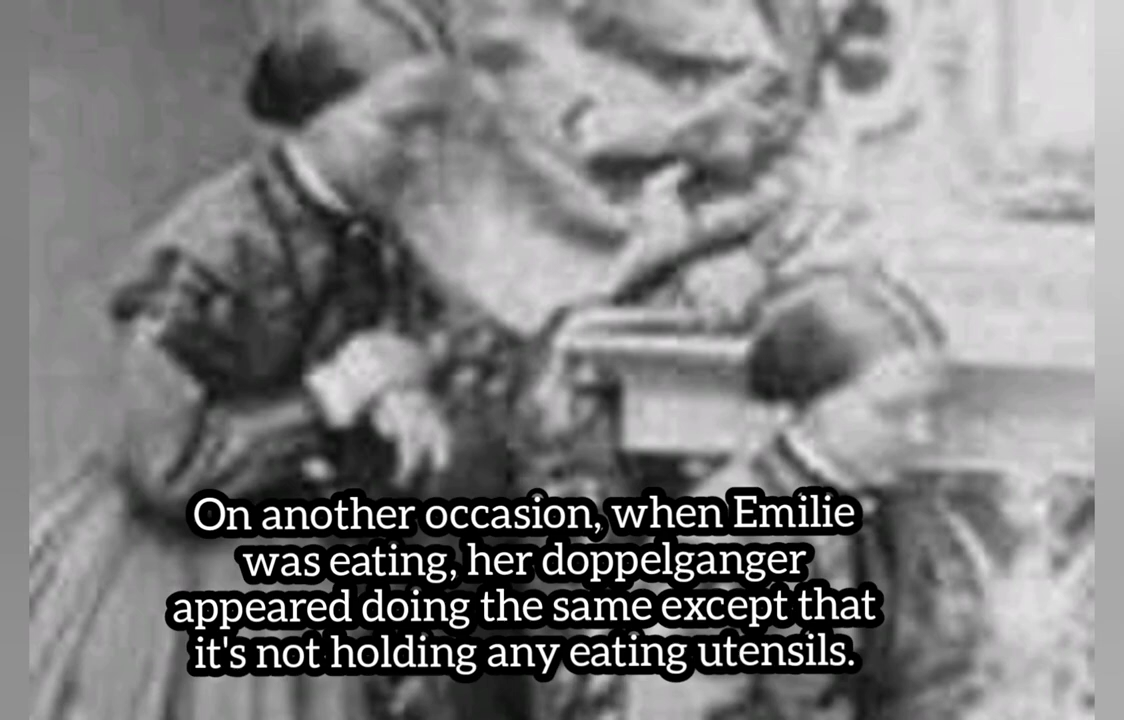 On another occasion, when Emilie
was eating, her doppelganger
appeared doing the same except that
it's not holding any eating utensils.